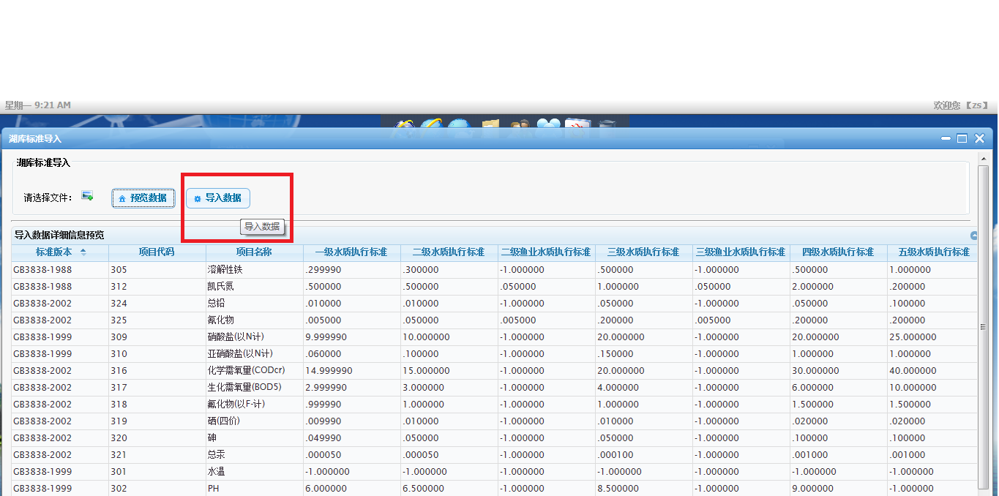 星期一 9:21 AM 欢迎您 【zs】
湖库标准导入
湖库标准导入
请选择文件： 预览数据 导入数据
导入数据
导入数据详细信息预览
标准版本 项目代码 项目名称 一级水质执行标准 二级水质执行标准 二级鱼业水质执行标准 三级水质执行标准 三级鱼业水质执行标准 四级水质执行标准 五级水质执行标准
GB3838-1988 305 溶解性铁 .299990 .300000 -1.000000 .500000 -1.000000 .500000 1.000000
GB3838-1988 312 凯氏氮 .500000 .500000 .050000 1.000000 .050000 2.000000 .200000
GB3838-2002 324 总铅 .010000 .010000 -1.000000 .050000 -1.000000 .050000 .100000
GB3838-2002 325 氰化物 .005000 .050000 .005000 .200000 .005000 .200000 .200000
GB3838-1999 309 硝酸盐(以N计) 9.999990 10.000000 -1.000000 20.000000 -1.000000 20.000000 25.000000
GB3838-1999 310 亚硝酸盐(以N计) .060000 .100000 -1.000000 .150000 -1.000000 1.000000 1.000000
GB3838-2002 316 化学需氧量(CODcr) 14.999990 15.000000 -1.000000 20.000000 -1.000000 30.000000 40.000000
GB3838-2002 317 生化需氧量(BOD5) 2.999990 3.000000 -1.000000 4.000000 -1.000000 6.000000 10.000000
GB3838-2002 318 氟化物(以F-计) .999990 1.000000 -1.000000 1.000000 -1.000000 1.500000 1.500000
GB3838-2002 319 硒(四价) .009990 .010000 -1.000000 .010000 -1.000000 .020000 .020000
GB3838-2002 320 砷 .049990 .050000 -1.000000 .050000 -1.000000 .100000 .100000
GB3838-2002 321 总汞 .000050 .000050 -1.000000 .000100 -1.000000 .001000 .001000
GB3838-1999 301 水温 -1.000000 -1.000000 -1.000000 -1.000000 -1.000000 -1.000000 -1.000000
GB3838-1999 302 PH 6.000000 6.500000 -1.000000 8.500000 -1.000000 9.000000 -1.000000